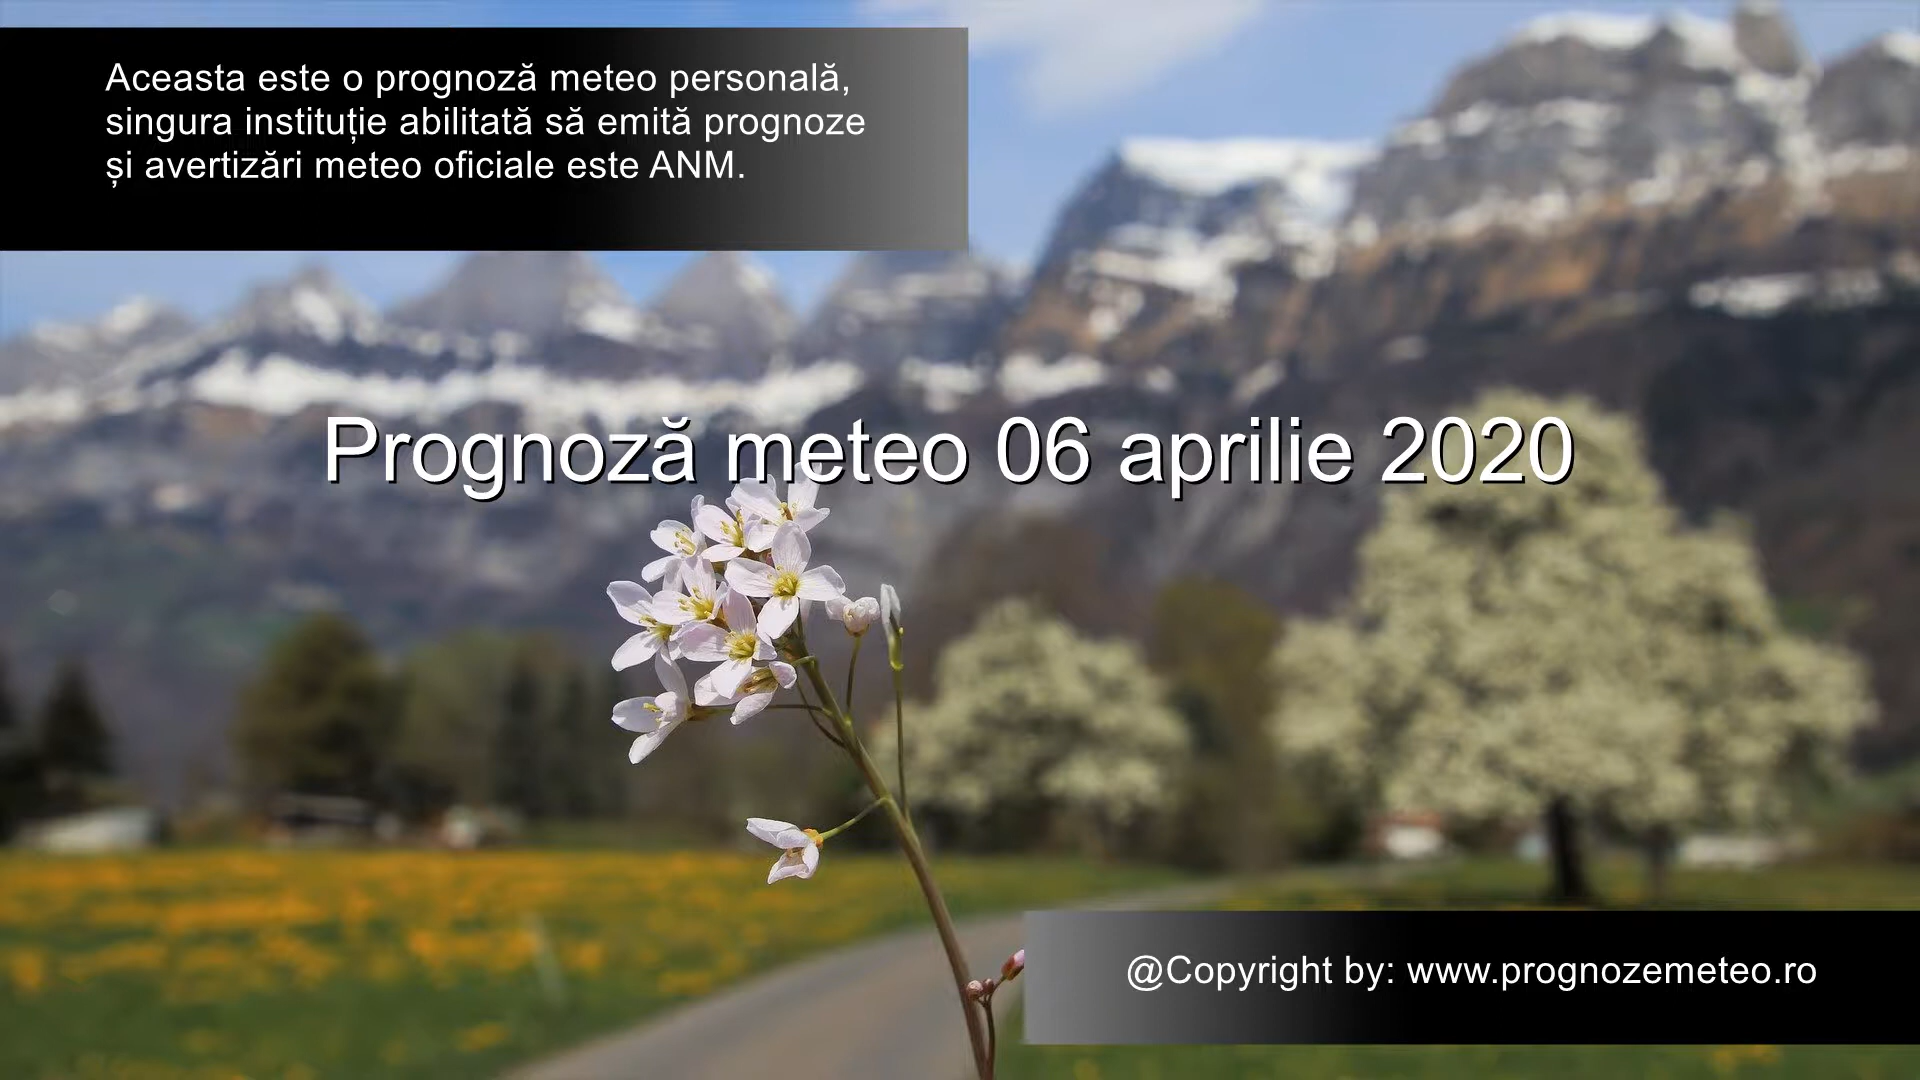 Aceasta este o prognoză meteo personală,
singura instituție abilitată să emită prognoze
și avertizări meteo oficiale este ANM.
Prognoză meteo 06 aprilie 2020
@Copyright by: www.prognozemeteo.ro